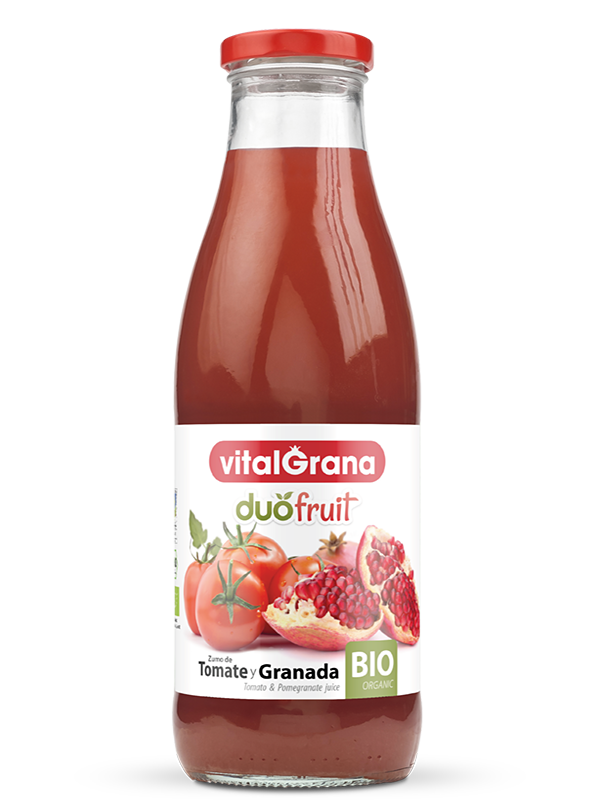 vitalGrana
duofruit
Zumo de
Tomate y Granada
Tomato & Pomegranate juice
BIO
ORGANIC